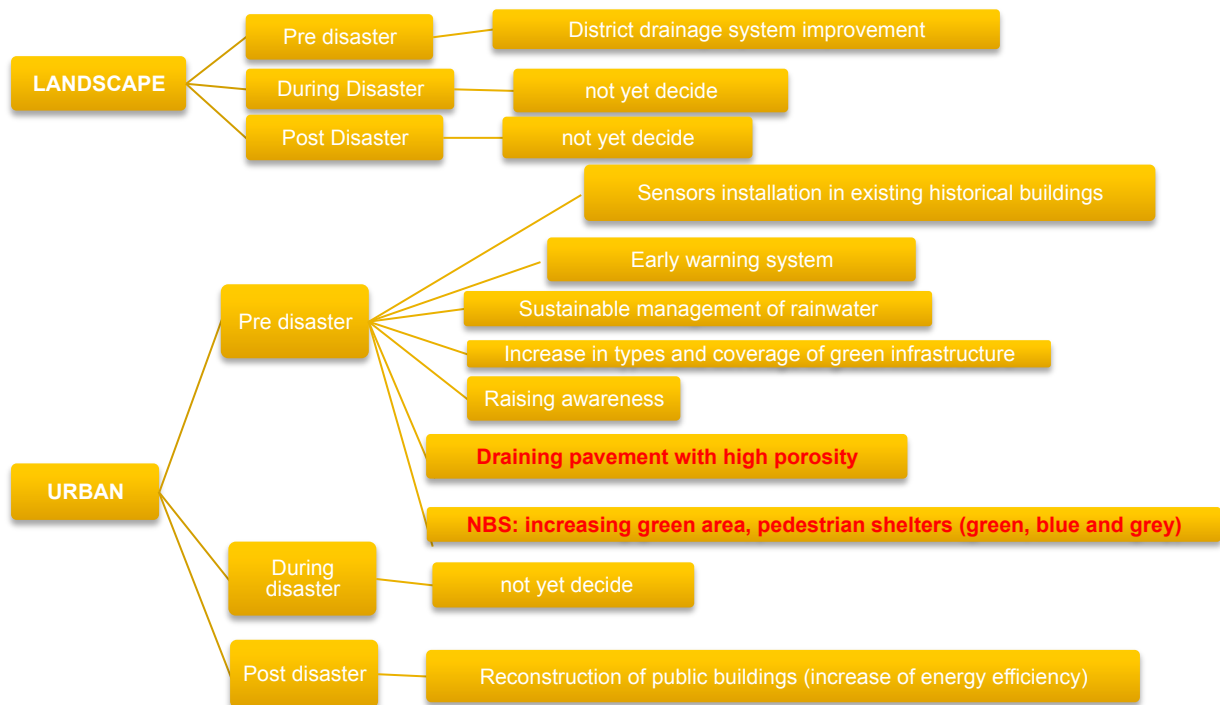 Pre disaster
District drainage system improvement
LANDSCAPE
During Disaster
not yet decide
Post Disaster
not yet decide
Sensors installation in existing historical buildings
Early warning system
Pre disaster
Sustainable management of rainwater
Increase in types and coverage of green infrastructure
Raising awareness
Draining pavement with high porosity
URBAN
NBS: increasing green area, pedestrian shelters (green, blue and grey)
During
disaster
not yet decide
Post disaster
Reconstruction of public buildings (increase of energy efficiency)